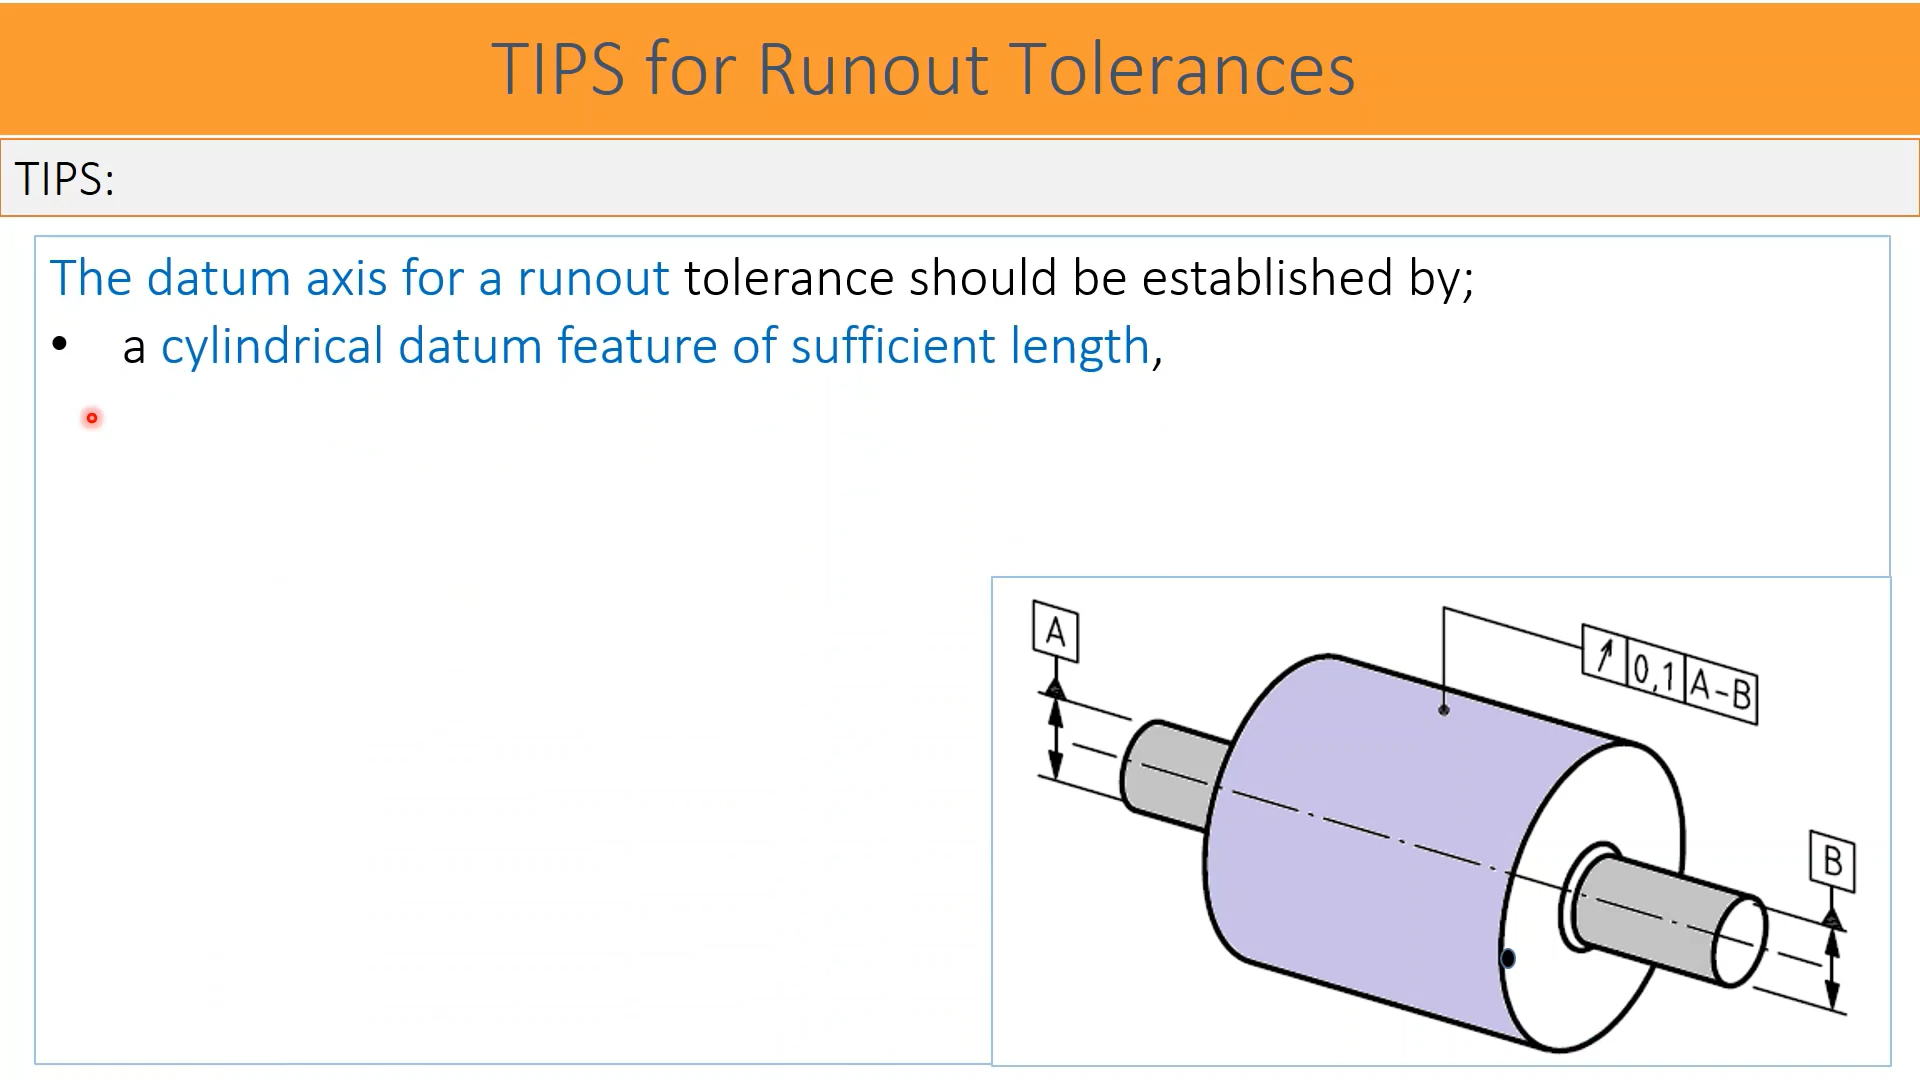 TIPS for Runout Tolerances
TIPS:
The datum axis for a runout tolerance should be established by;
• a cylindrical datum feature of sufficient length,
A
↗ 0,1 A-B
B